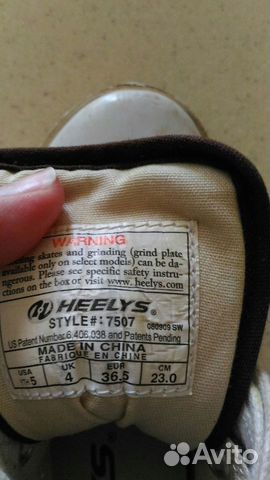 WARNING
skates and grinding (grind plate
available only on select models) can be da-
ngerous. Please see specific safety instru-
ctions on the box or visit www.heelys.com.
HEELYS®
STYLE#: 7507
080909 SW
US Patent Number: 6,406,038 and Patents Pending
MADE IN CHINA
FABRIQUE EN CHINE
USA UK EUR CM
5 4 36.5 23.0
HEELYS
Avito